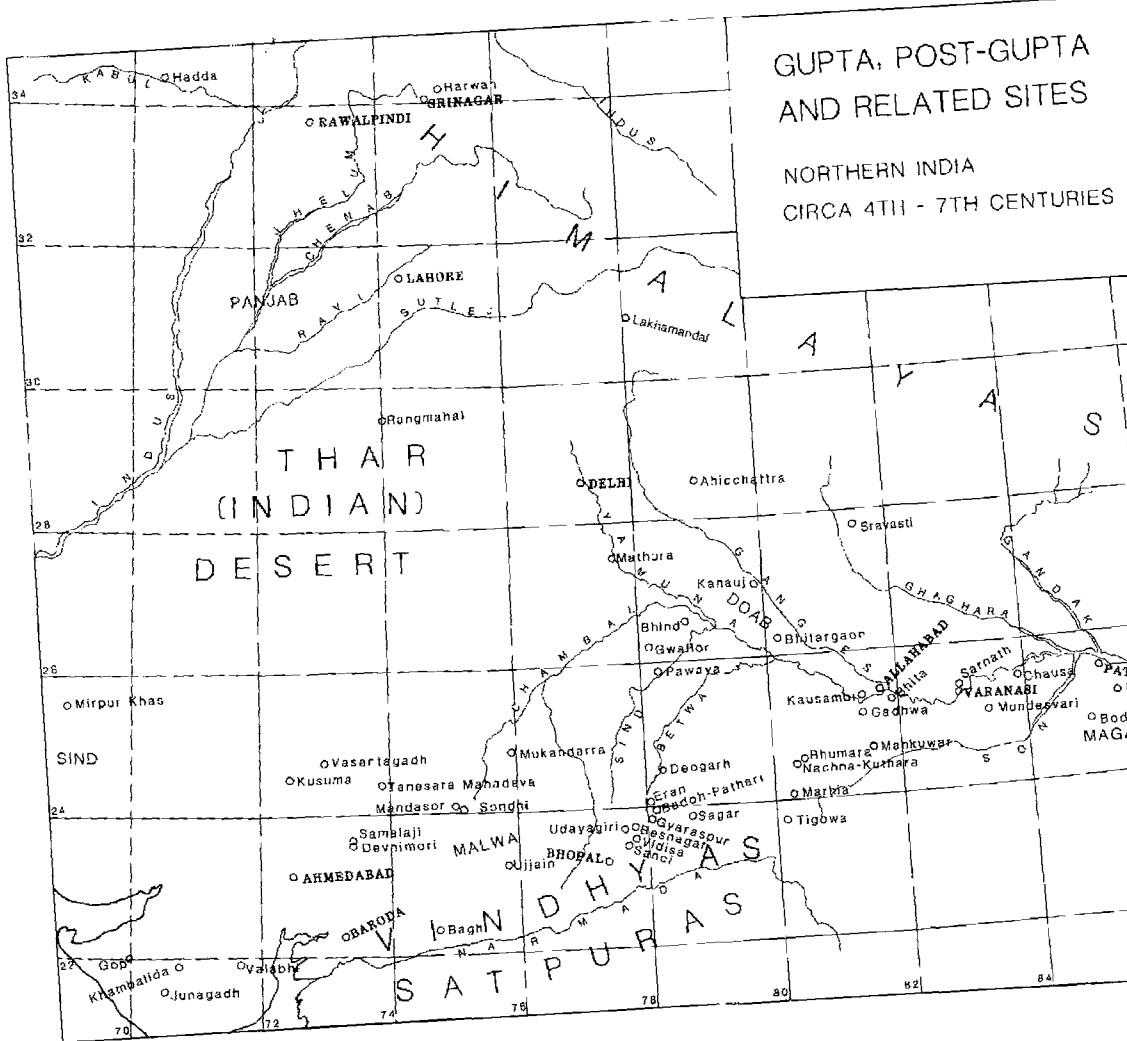 GUPTA, POST-GUPTA
AND RELATED SITES
NORTHERN INDIA
CIRCA 4TH - 7TH CENTURIES
KABUL
Hadda
34
Harwan
SRINAGAR
RAWALPINDI
INDUS
HIMALAYAS
JHELUM
CHENAB
32
LAHORE
PANJAB
RAVI
SUTLEJ
Lakhamandal
30
INDUS
Rangmahal
THAR
(INDIAN)
DESERT
DELHI
Ahicchattra
28
Sravasti
YAMUNA
Mathura
GANGES
GANDAK
Kanauj
DOAB
GHAGHARA
CHAMBAL
Bhind
Gwalior
Bhitargaon
26
Pawaya
ALLAHABAD
Bhita
Sarnath
Chausa
PAT
Mirpur Khas
Kausambi
VARANASI
Gadhwa
Mundesvari
Bod
MAGA
SIND
BETWA
SON
SIND
Vasantagadh
Mukandarra
Bhumara
Mankuwar
Nachna-Kuthara
Kusuma
Tanesara Mahadeva
Deogarh
Marhia
Mandasor
Sondhi
Eran
Badoh-Pathari
24
Sagar
Tigowa
Samalaji
Devnimori
MALWA
Udayagiri
Gyaraspur
Besnagar
Vidisa
Sanci
BHOPAL
Ujjain
AHMEDABAD
VINDHYAS
BARODA
Bagh
NARMADA
SATPURAS
22
Gop
Khambalida
Valabhi
Junagadh
70
72
74
76
78
80
82
84